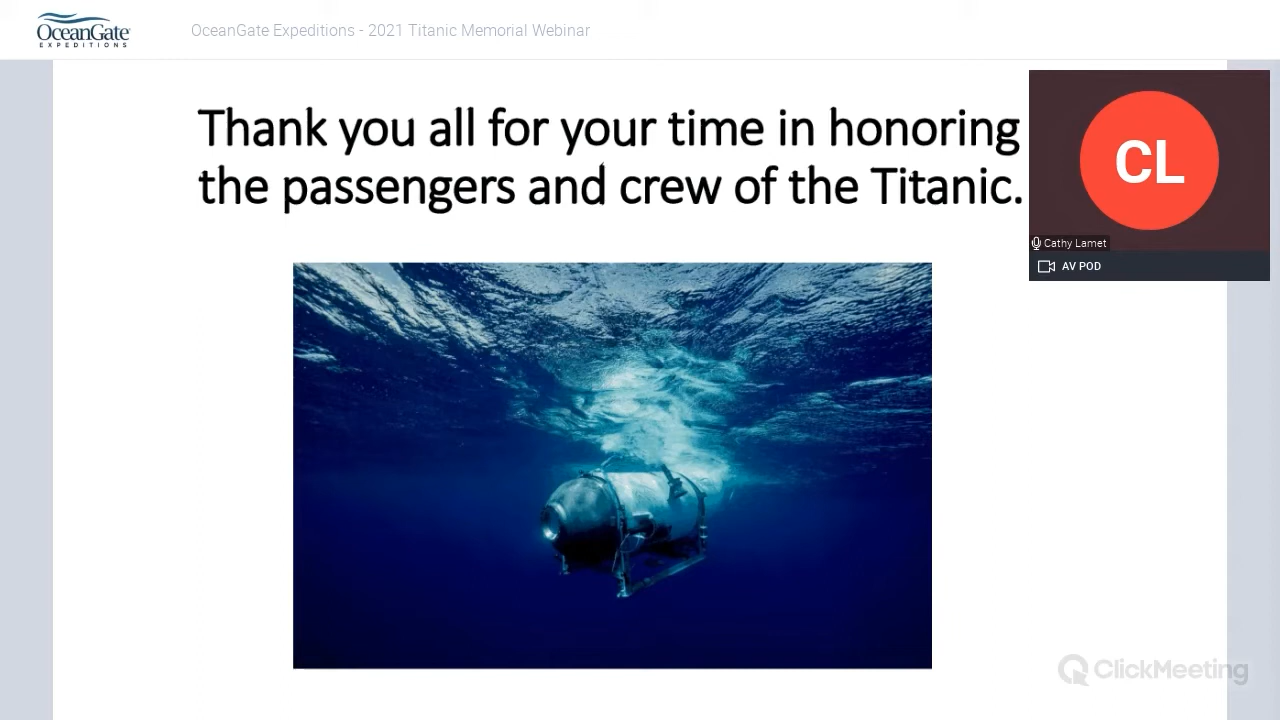 OceanGate
EXPEDITIONS
OceanGate Expeditions - 2021 Titanic Memorial Webinar
Thank you all for your time in honoring
the passengers and crew of the Titanic.
CL
Cathy Lamet
AV POD
ClickMeeting